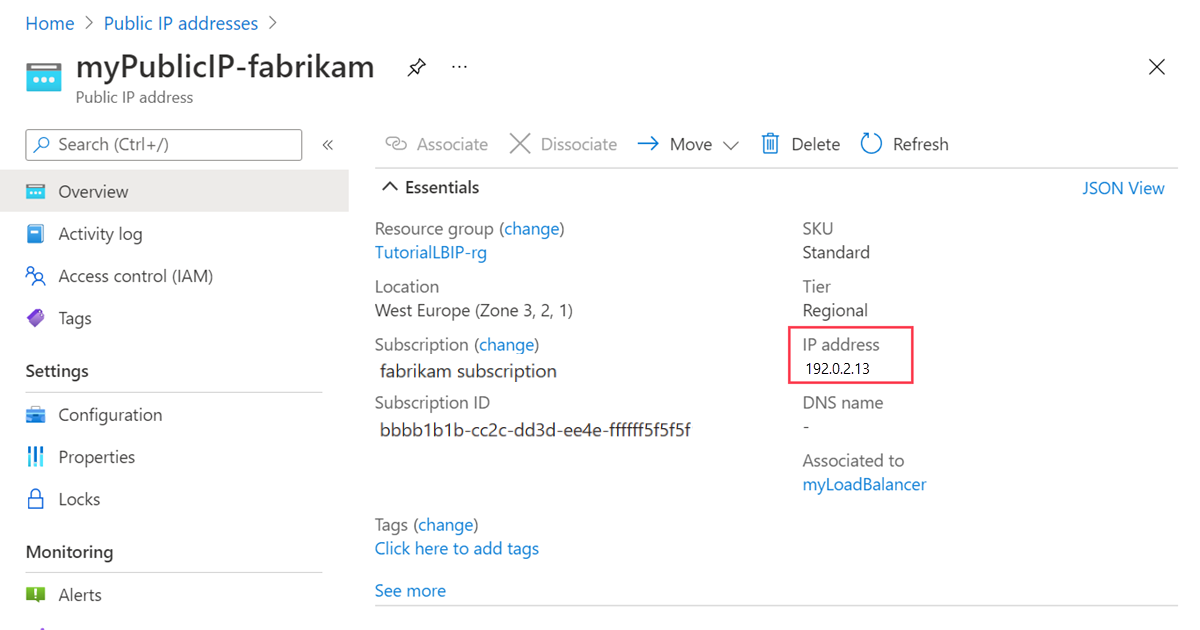 Home > Public IP addresses >
myPublicIP-fabrikam
...
Public IP address
Search (Ctrl+/)
«
Overview
Activity log
Access control (IAM)
Tags
Settings
Configuration
Properties
Locks
Monitoring
Alerts
Associate
Dissociate
Move
Delete
Refresh
Essentials
JSON View
Resource group (change)
TutorialLBIP-rg
Location
West Europe (Zone 3, 2, 1)
Subscription (change)
fabrikam subscription
Subscription ID
bbbb1b1b-cc2c-dd3d-ee4e-ffffff5f5f5f
SKU
Standard
Tier
Regional
IP address
192.0.2.13
DNS name
-
Associated to
myLoadBalancer
Tags (change)
Click here to add tags
See more